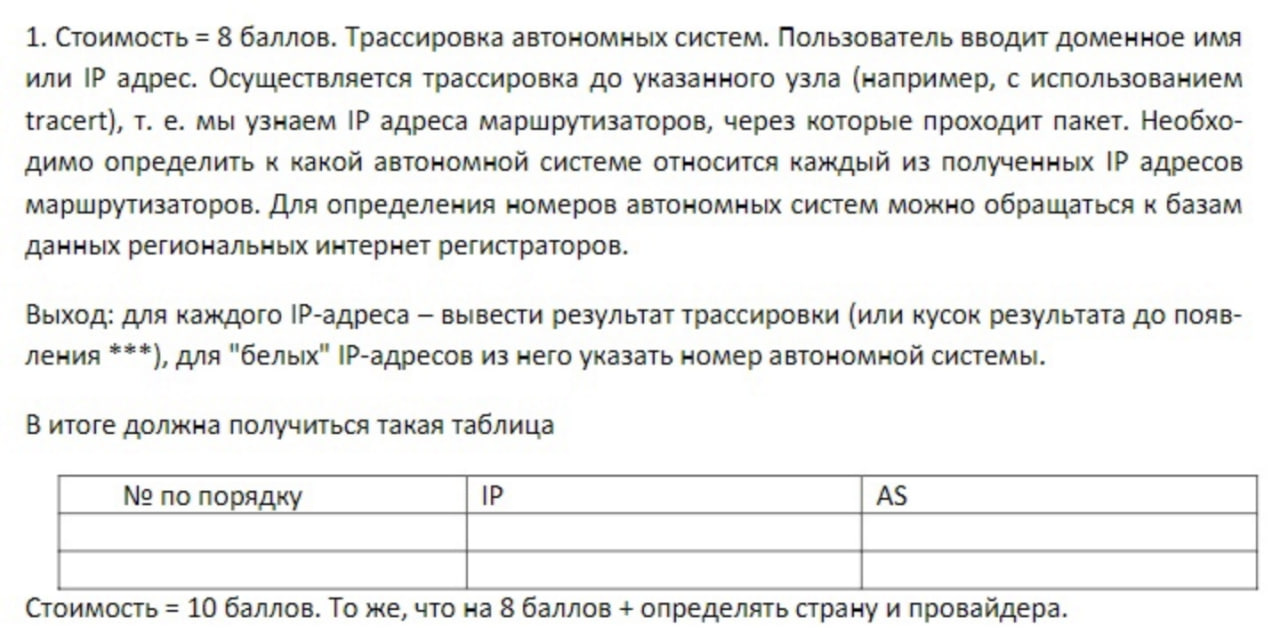 1. Стоимость = 8 баллов. Трассировка автономных систем. Пользователь вводит доменное имя
или IP адрес. Осуществляется трассировка до указанного узла (например, с использованием
tracert), т. е. мы узнаем IP адреса маршрутизаторов, через которые проходит пакет. Необхо-
димо определить к какой автономной системе относится каждый из полученных IP адресов
маршрутизаторов. Для определения номеров автономных систем можно обращаться к базам
данных региональных интернет регистраторов.
Выход: для каждого IP-адреса – вывести результат трассировки (или кусок результата до появ-
ления ***), для "белых" IP-адресов из него указать номер автономной системы.
В итоге должна получиться такая таблица
№ по порядку IP AS
Стоимость = 10 баллов. То же, что на 8 баллов + определять страну и провайдера.